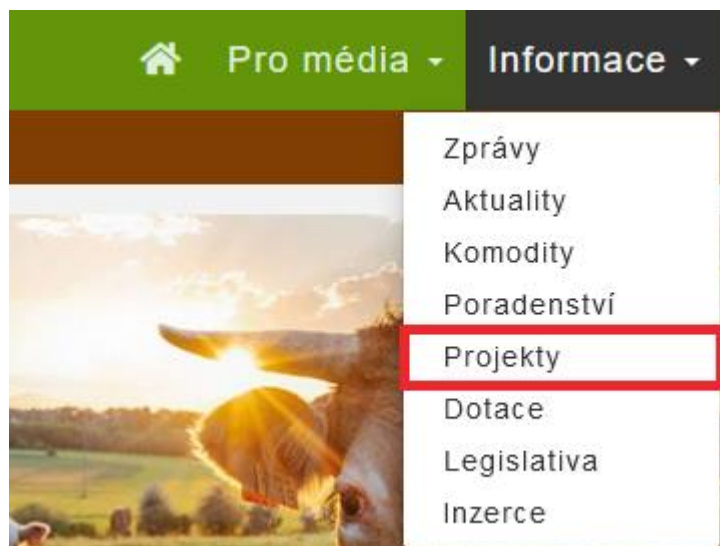 Pro média
Informace
Zprávy
Aktuality
Komodity
Poradenství
Projekty
Dotace
Legislativa
Inzerce